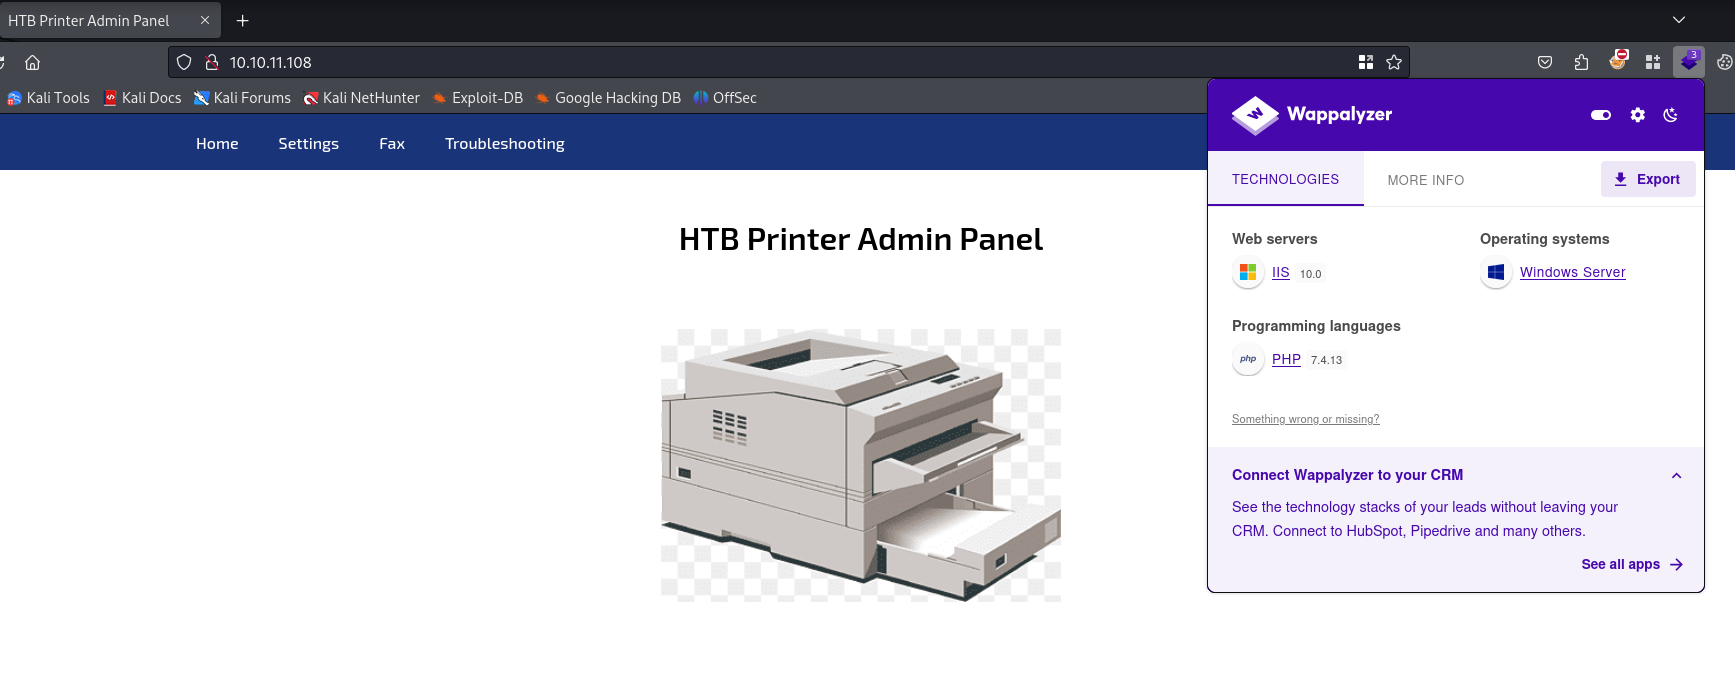 HTB Printer Admin Panel
10.10.11.108
3
Kali Tools Kali Docs Kali Forums Kali NetHunter Exploit-DB Google Hacking DB OffSec
Home Settings Fax Troubleshooting
HTB Printer Admin Panel
Wappalyzer
TECHNOLOGIES MORE INFO Export
Web servers
IIS 10.0
Operating systems
Windows Server
Programming languages
php PHP 7.4.13
Something wrong or missing?
Connect Wappalyzer to your CRM
See the technology stacks of your leads without leaving your
CRM. Connect to HubSpot, Pipedrive and many others.
See all apps